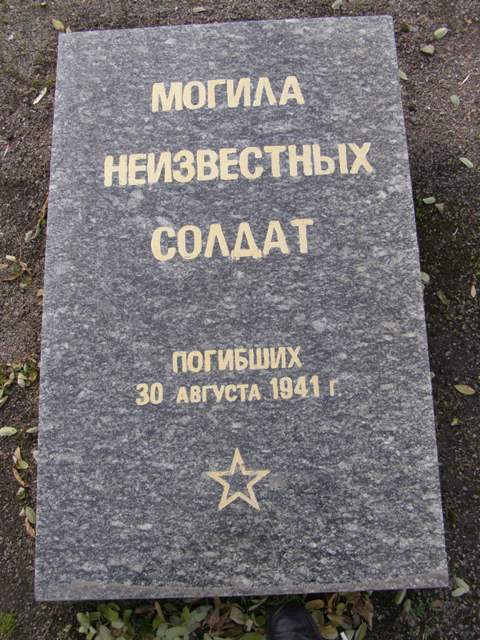 МОГИЛА
НЕИЗВЕСТНЫХ
СОЛДАТ
ПОГИБШИХ
30 АВГУСТА 1941 г.